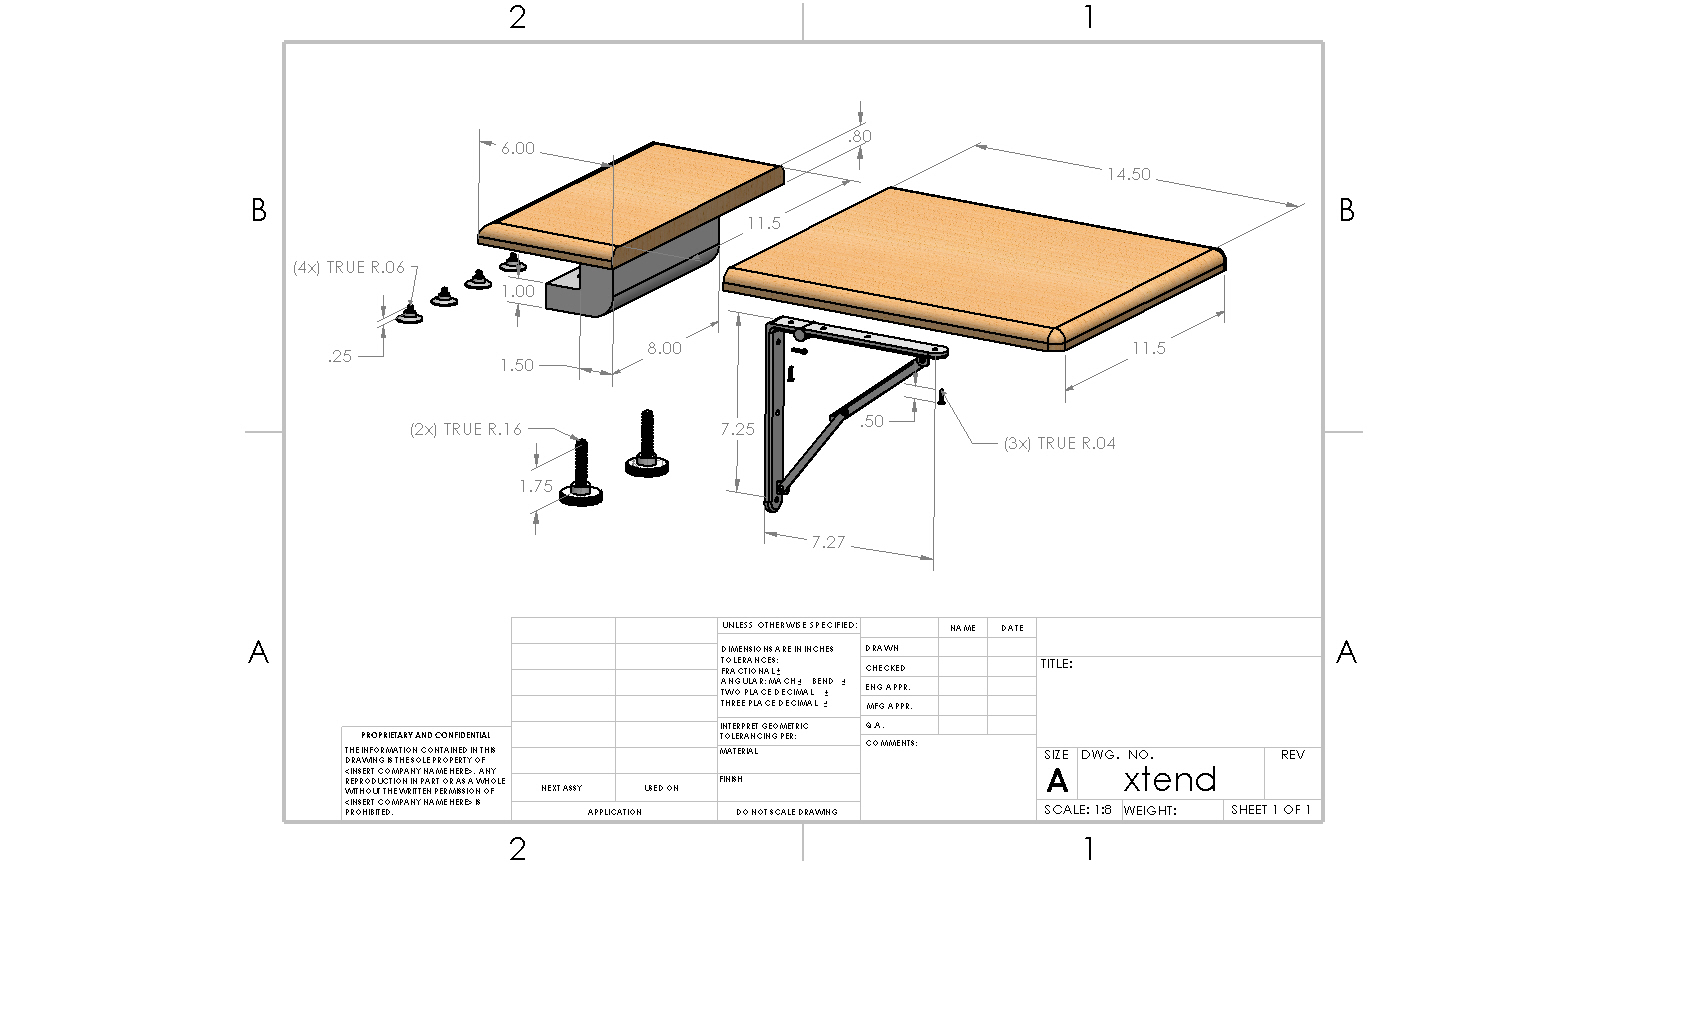 2
1
B
B
A
A
6.00
.80
14.50
11.5
(4x) TRUE R.06
1.00
.25
1.50
8.00
11.5
(2x) TRUE R.16
1.75
7.25
.50
(3x) TRUE R.04
7.27
UNLESS OTHERWISE SPECIFIED:
DIMENSIONS ARE IN INCHES
TOLERANCES:
FRACTIONAL±
ANGULAR: MACH± BEND ±
TWO PLACE DECIMAL ±
THREE PLACE DECIMAL ±
INTERPRET GEOMETRIC
TOLERANCING PER:
MATERIAL
FINISH
DO NOT SCALE DRAWING
NAME
DATE
DRAWN
CHECKED
ENG APPR.
MFG APPR.
Q.A.
COMMENTS:
TITLE:
SIZE
DWG. NO.
REV
A
xtend
SCALE: 1:8
WEIGHT:
SHEET 1 OF 1
PROPRIETARY AND CONFIDENTIAL
THE INFORMATION CONTAINED IN THIS
DRAWING IS THE SOLE PROPERTY OF
<INSERT COMPANY NAME HERE>. ANY
REPRODUCTION IN PART OR AS A WHOLE
WITHOUT THE WRITTEN PERMISSION OF
<INSERT COMPANY NAME HERE> IS
PROHIBITED.
NEXT ASSY
USED ON
APPLICATION
2
1